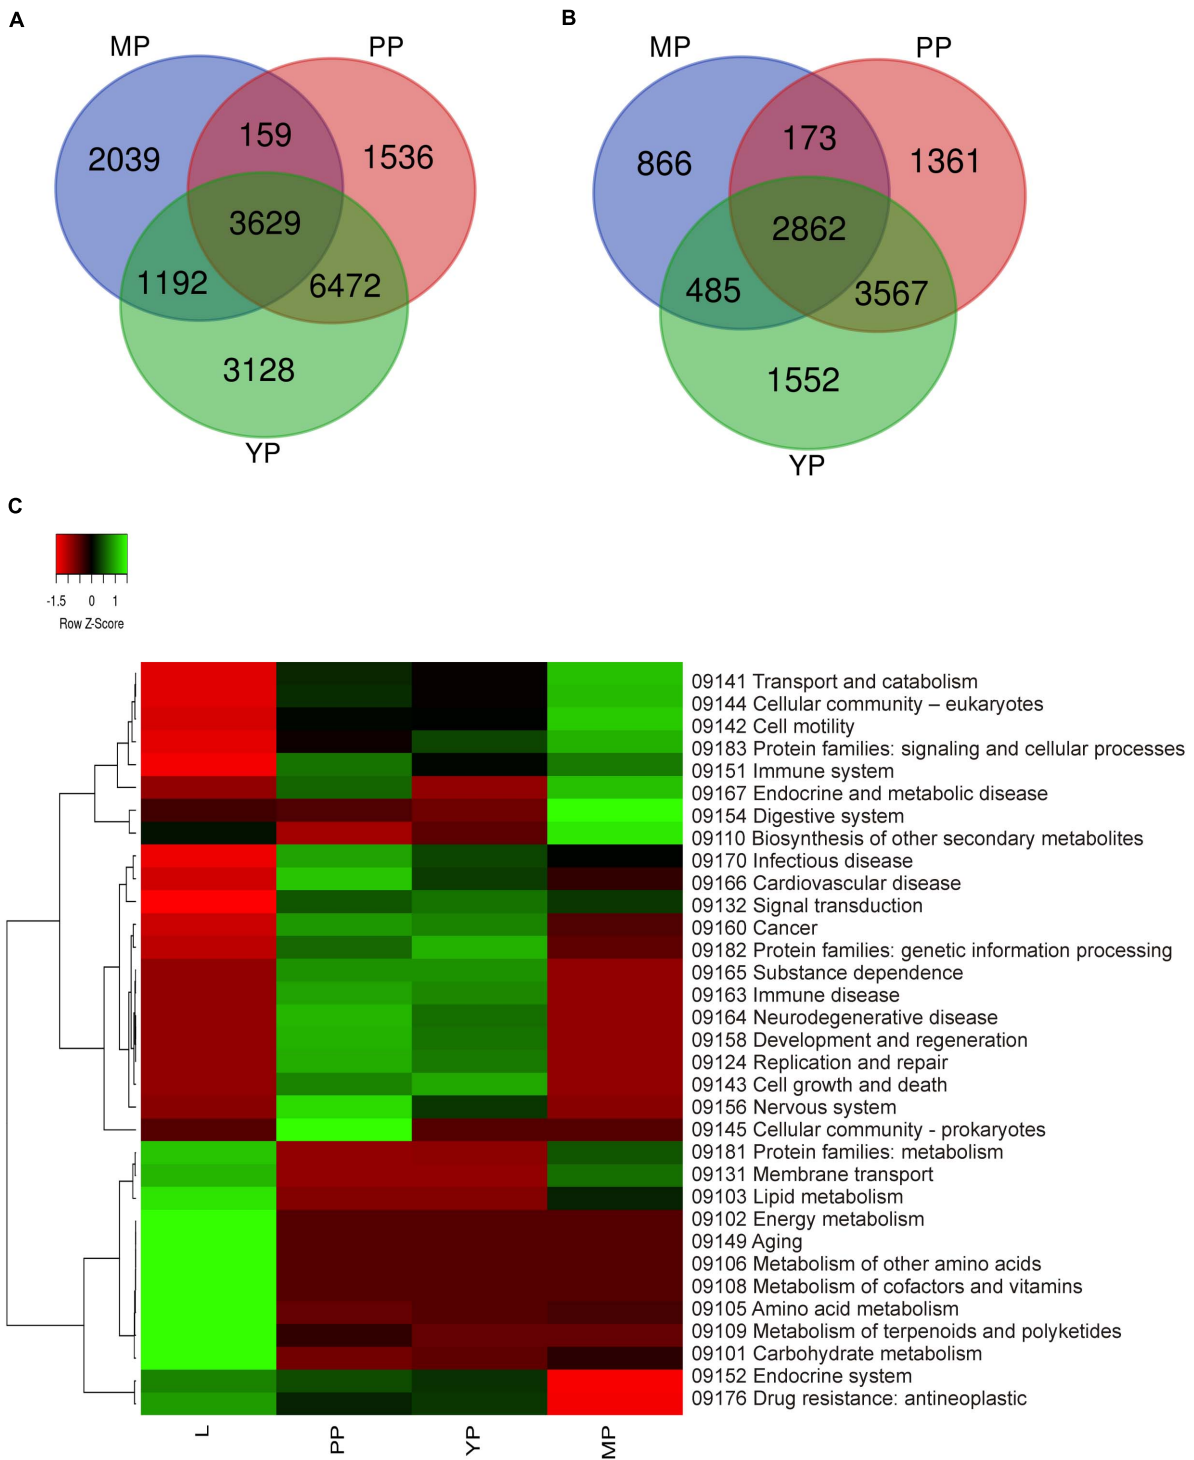 A
B
MP
PP
MP
PP
159
2039
1536
3629
1192
6472
3128
YP
173
866
1361
2862
485
3567
1552
YP
C
-1.5 0 1
Row Z-Score
09141 Transport and catabolism
09144 Cellular community – eukaryotes
09142 Cell motility
09183 Protein families: signaling and cellular processes
09151 Immune system
09167 Endocrine and metabolic disease
09154 Digestive system
09110 Biosynthesis of other secondary metabolites
09170 Infectious disease
09166 Cardiovascular disease
09132 Signal transduction
09160 Cancer
09182 Protein families: genetic information processing
09165 Substance dependence
09163 Immune disease
09164 Neurodegenerative disease
09158 Development and regeneration
09124 Replication and repair
09143 Cell growth and death
09156 Nervous system
09145 Cellular community - prokaryotes
09181 Protein families: metabolism
09131 Membrane transport
09103 Lipid metabolism
09102 Energy metabolism
09149 Aging
09106 Metabolism of other amino acids
09108 Metabolism of cofactors and vitamins
09105 Amino acid metabolism
09109 Metabolism of terpenoids and polyketides
09101 Carbohydrate metabolism
09152 Endocrine system
09176 Drug resistance: antineoplastic
L
PP
YP
MP